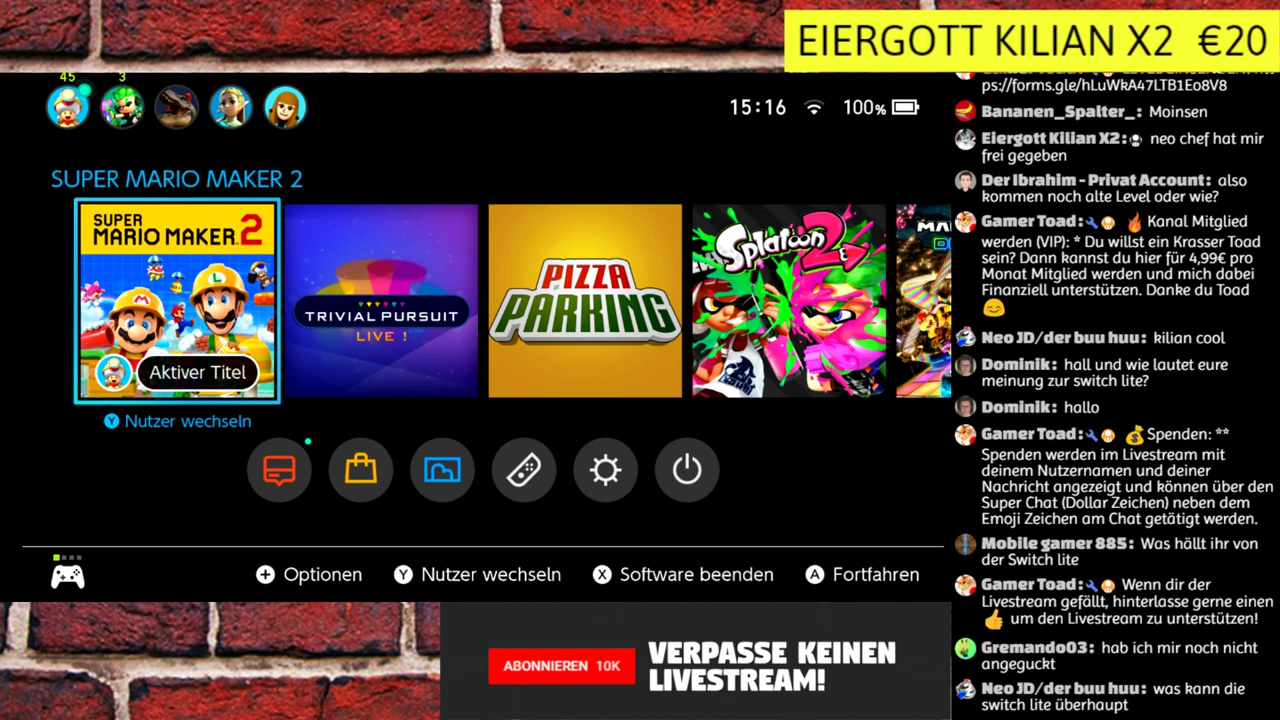 EIERGOTT KILIAN X2 €20
45 3
15:16 100%
SUPER MARIO MAKER 2
SUPER
MARIO MAKER 2
Aktiver Titel
TRIVIAL PURSUIT
LIVE !
PIZZA
PARKING
Splatoon 2
Y Nutzer wechseln
+ Optionen
Y Nutzer wechseln
X Software beenden
A Fortfahren
ABONNIEREN 10K
VERPASSE KEINEN
LIVESTREAM!
ps://forms.gle/hLuWkA47LTB1Eo8V8
Bananen_Spalter_: Moinsen
Eiergott Kilian X2: neo chef hat mir
frei gegeben
Der Ibrahim - Privat Account: also
kommen noch alte Level oder wie?
Gamer Toad: Kanal Mitglied
werden (VIP): * Du willst ein Krasser Toad
sein? Dann kannst du hier für 4,99€ pro
Monat Mitglied werden und mich dabei
Finanziell unterstützen. Danke du Toad
Neo JD/der buu huu: kilian cool
Dominik: hall und wie lautet eure
meinung zur switch lite?
Dominik: hallo
Gamer Toad: Spenden: **
Spenden werden im Livestream mit
deinem Nutzernamen und deiner
Nachricht angezeigt und können über den
Super Chat (Dollar Zeichen) neben dem
Emoji Zeichen am Chat getätigt werden.
Mobile gamer 885: Was hällt ihr von
der Switch lite
Gamer Toad: Wenn dir der
Livestream gefällt, hinterlasse gerne einen
um den Livestream zu unterstützen!
Gremando03: hab ich mir noch nicht
angeguckt
Neo JD/der buu huu: was kann die
switch lite überhaupt